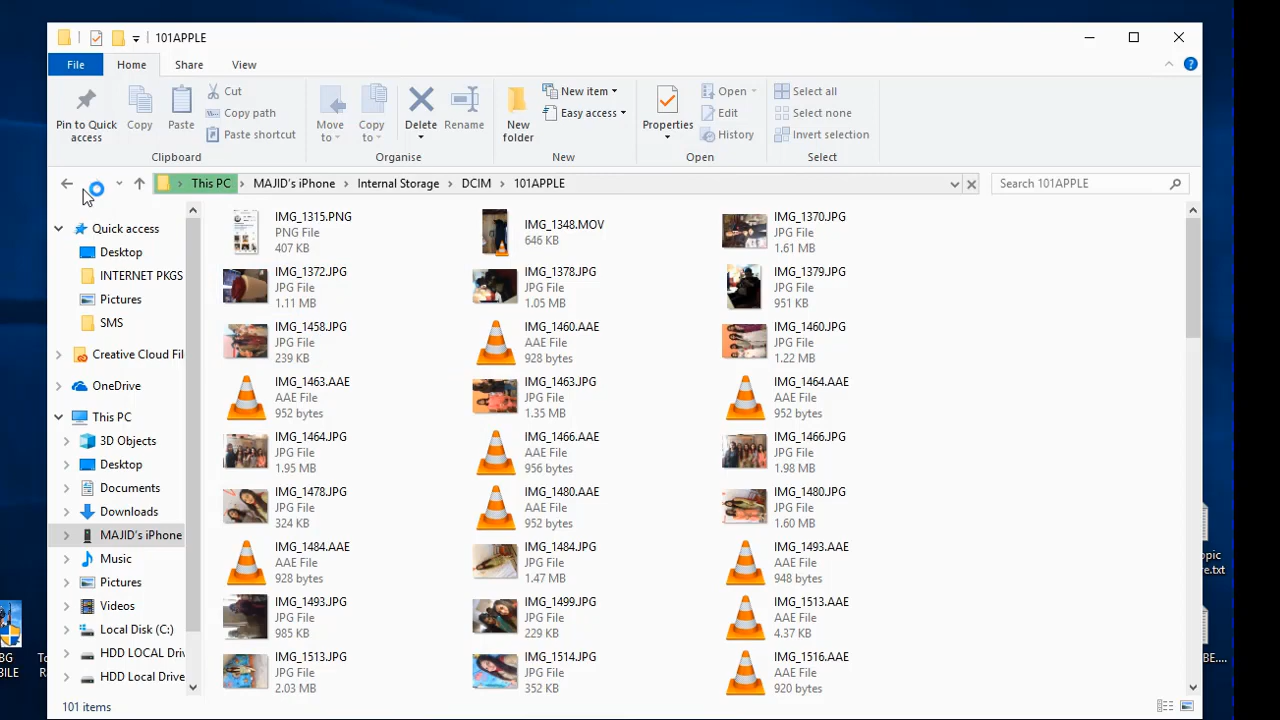 101APPLE
File
Home
Share
View
Pin to Quick access
Copy
Paste
Cut
Copy path
Paste shortcut
Clipboard
Move to
Copy to
Delete
Rename
Organise
New folder
New item
Easy access
New
Properties
Open
Edit
History
Open
Select all
Select none
Invert selection
Select
This PC
MAJID's iPhone
Internal Storage
DCIM
101APPLE
Search 101APPLE
Quick access
Desktop
INTERNET PKGS
Pictures
SMS
Creative Cloud Fil
OneDrive
This PC
3D Objects
Desktop
Documents
Downloads
MAJID's iPhone
Music
Pictures
Videos
Local Disk (C:)
HDD LOCAL Driv
HDD Local Drive
IMG_1315.PNG
PNG File
407 KB
IMG_1348.MOV
646 KB
IMG_1370.JPG
JPG File
1.61 MB
IMG_1372.JPG
JPG File
1.11 MB
IMG_1378.JPG
JPG File
1.05 MB
IMG_1379.JPG
JPG File
951 KB
IMG_1458.JPG
JPG File
239 KB
IMG_1460.AAE
AAE File
928 bytes
IMG_1460.JPG
JPG File
1.22 MB
IMG_1463.AAE
AAE File
952 bytes
IMG_1463.JPG
JPG File
1.35 MB
IMG_1464.AAE
AAE File
952 bytes
IMG_1464.JPG
JPG File
1.95 MB
IMG_1466.AAE
AAE File
956 bytes
IMG_1466.JPG
JPG File
1.98 MB
IMG_1478.JPG
JPG File
324 KB
IMG_1480.AAE
AAE File
952 bytes
IMG_1480.JPG
JPG File
1.60 MB
IMG_1484.AAE
AAE File
928 bytes
IMG_1484.JPG
JPG File
1.47 MB
IMG_1493.AAE
AAE File
948 bytes
IMG_1493.JPG
JPG File
985 KB
IMG_1499.JPG
JPG File
229 KB
IMG_1513.AAE
AAE File
4.37 KB
IMG_1513.JPG
JPG File
2.03 MB
IMG_1514.JPG
JPG File
352 KB
IMG_1516.AAE
AAE File
920 bytes
101 items
opic
re.txt
BE....
BG
BILE
To
R